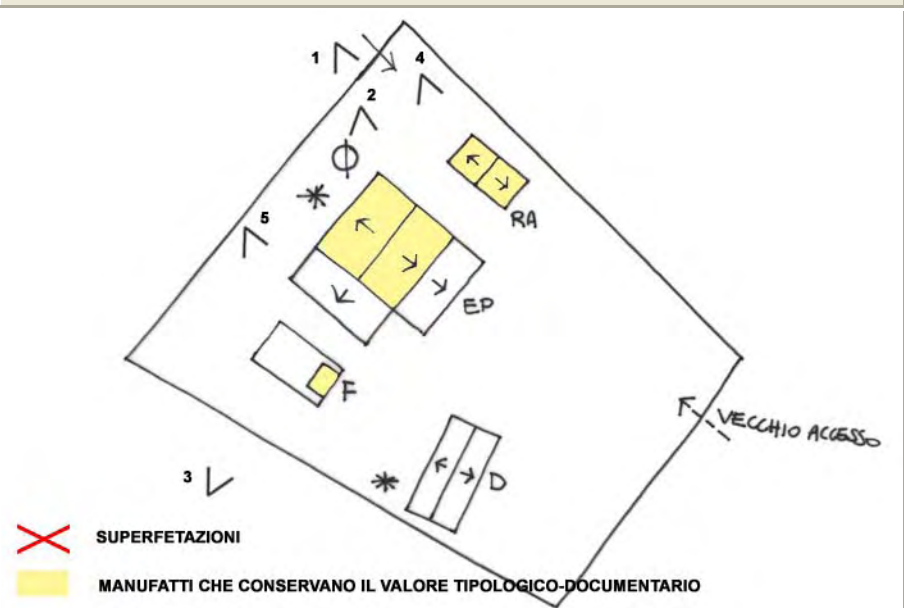 1
4
2
RA
5
EP
F
VECCHIO ACCESSO
3
D
SUPERFETAZIONI
MANUFATTI CHE CONSERVANO IL VALORE TIPOLOGICO-DOCUMENTARIO